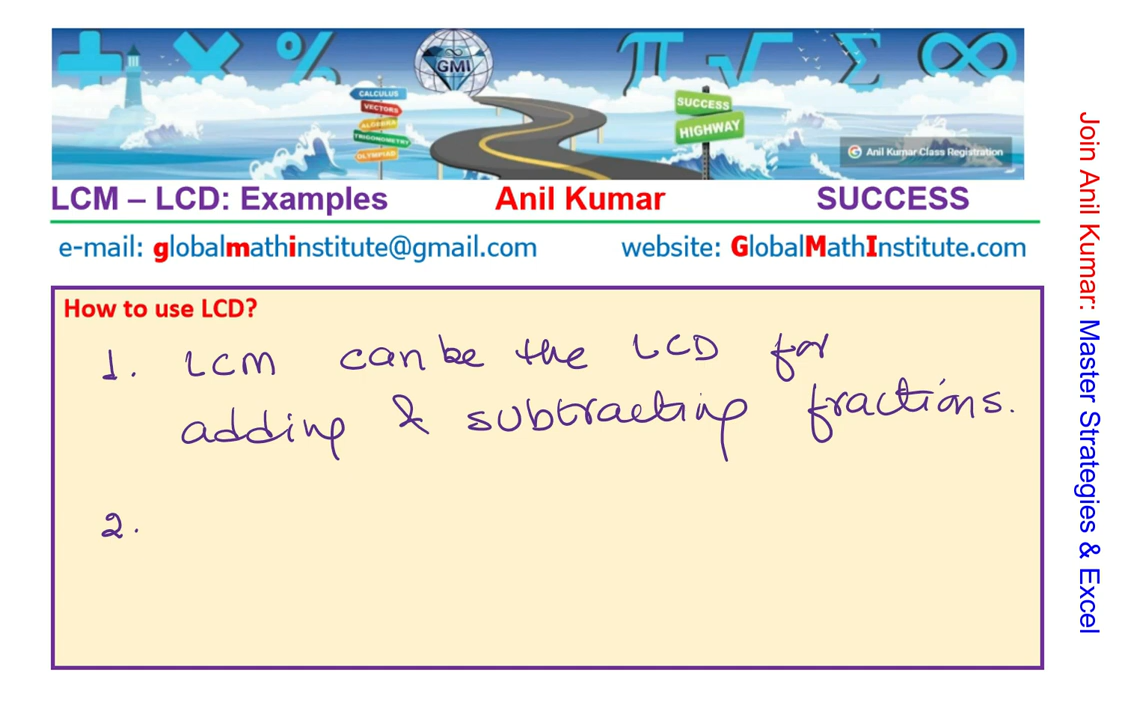 GMI
CALCULUS
VECTORS
ALGEBRA
TRIGONOMETRY
OLYMPIAD
SUCCESS
HIGHWAY
Anil Kumar Class Registration
LCM – LCD: Examples Anil Kumar SUCCESS
e-mail: globalmathinstitute@gmail.com website: GlobalMathInstitute.com
How to use LCD?
1. LCM can be the LCD for
adding & subtracting fractions.
2.
Join Anil Kumar: Master Strategies & Excel